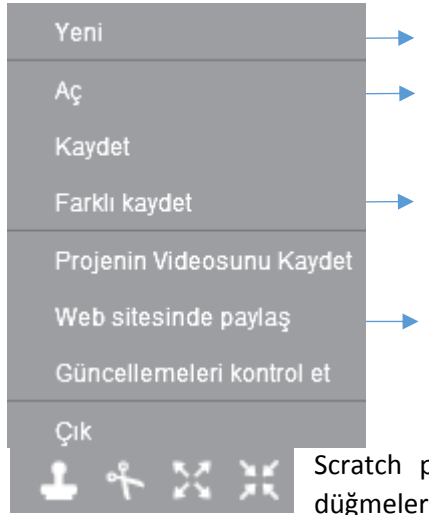 Yeni
Aç
Kaydet
Farklı kaydet
Projenin Videosunu Kaydet
Web sitesinde paylaş
Güncellemeleri kontrol et
Çık
Scratch p
düğmeler